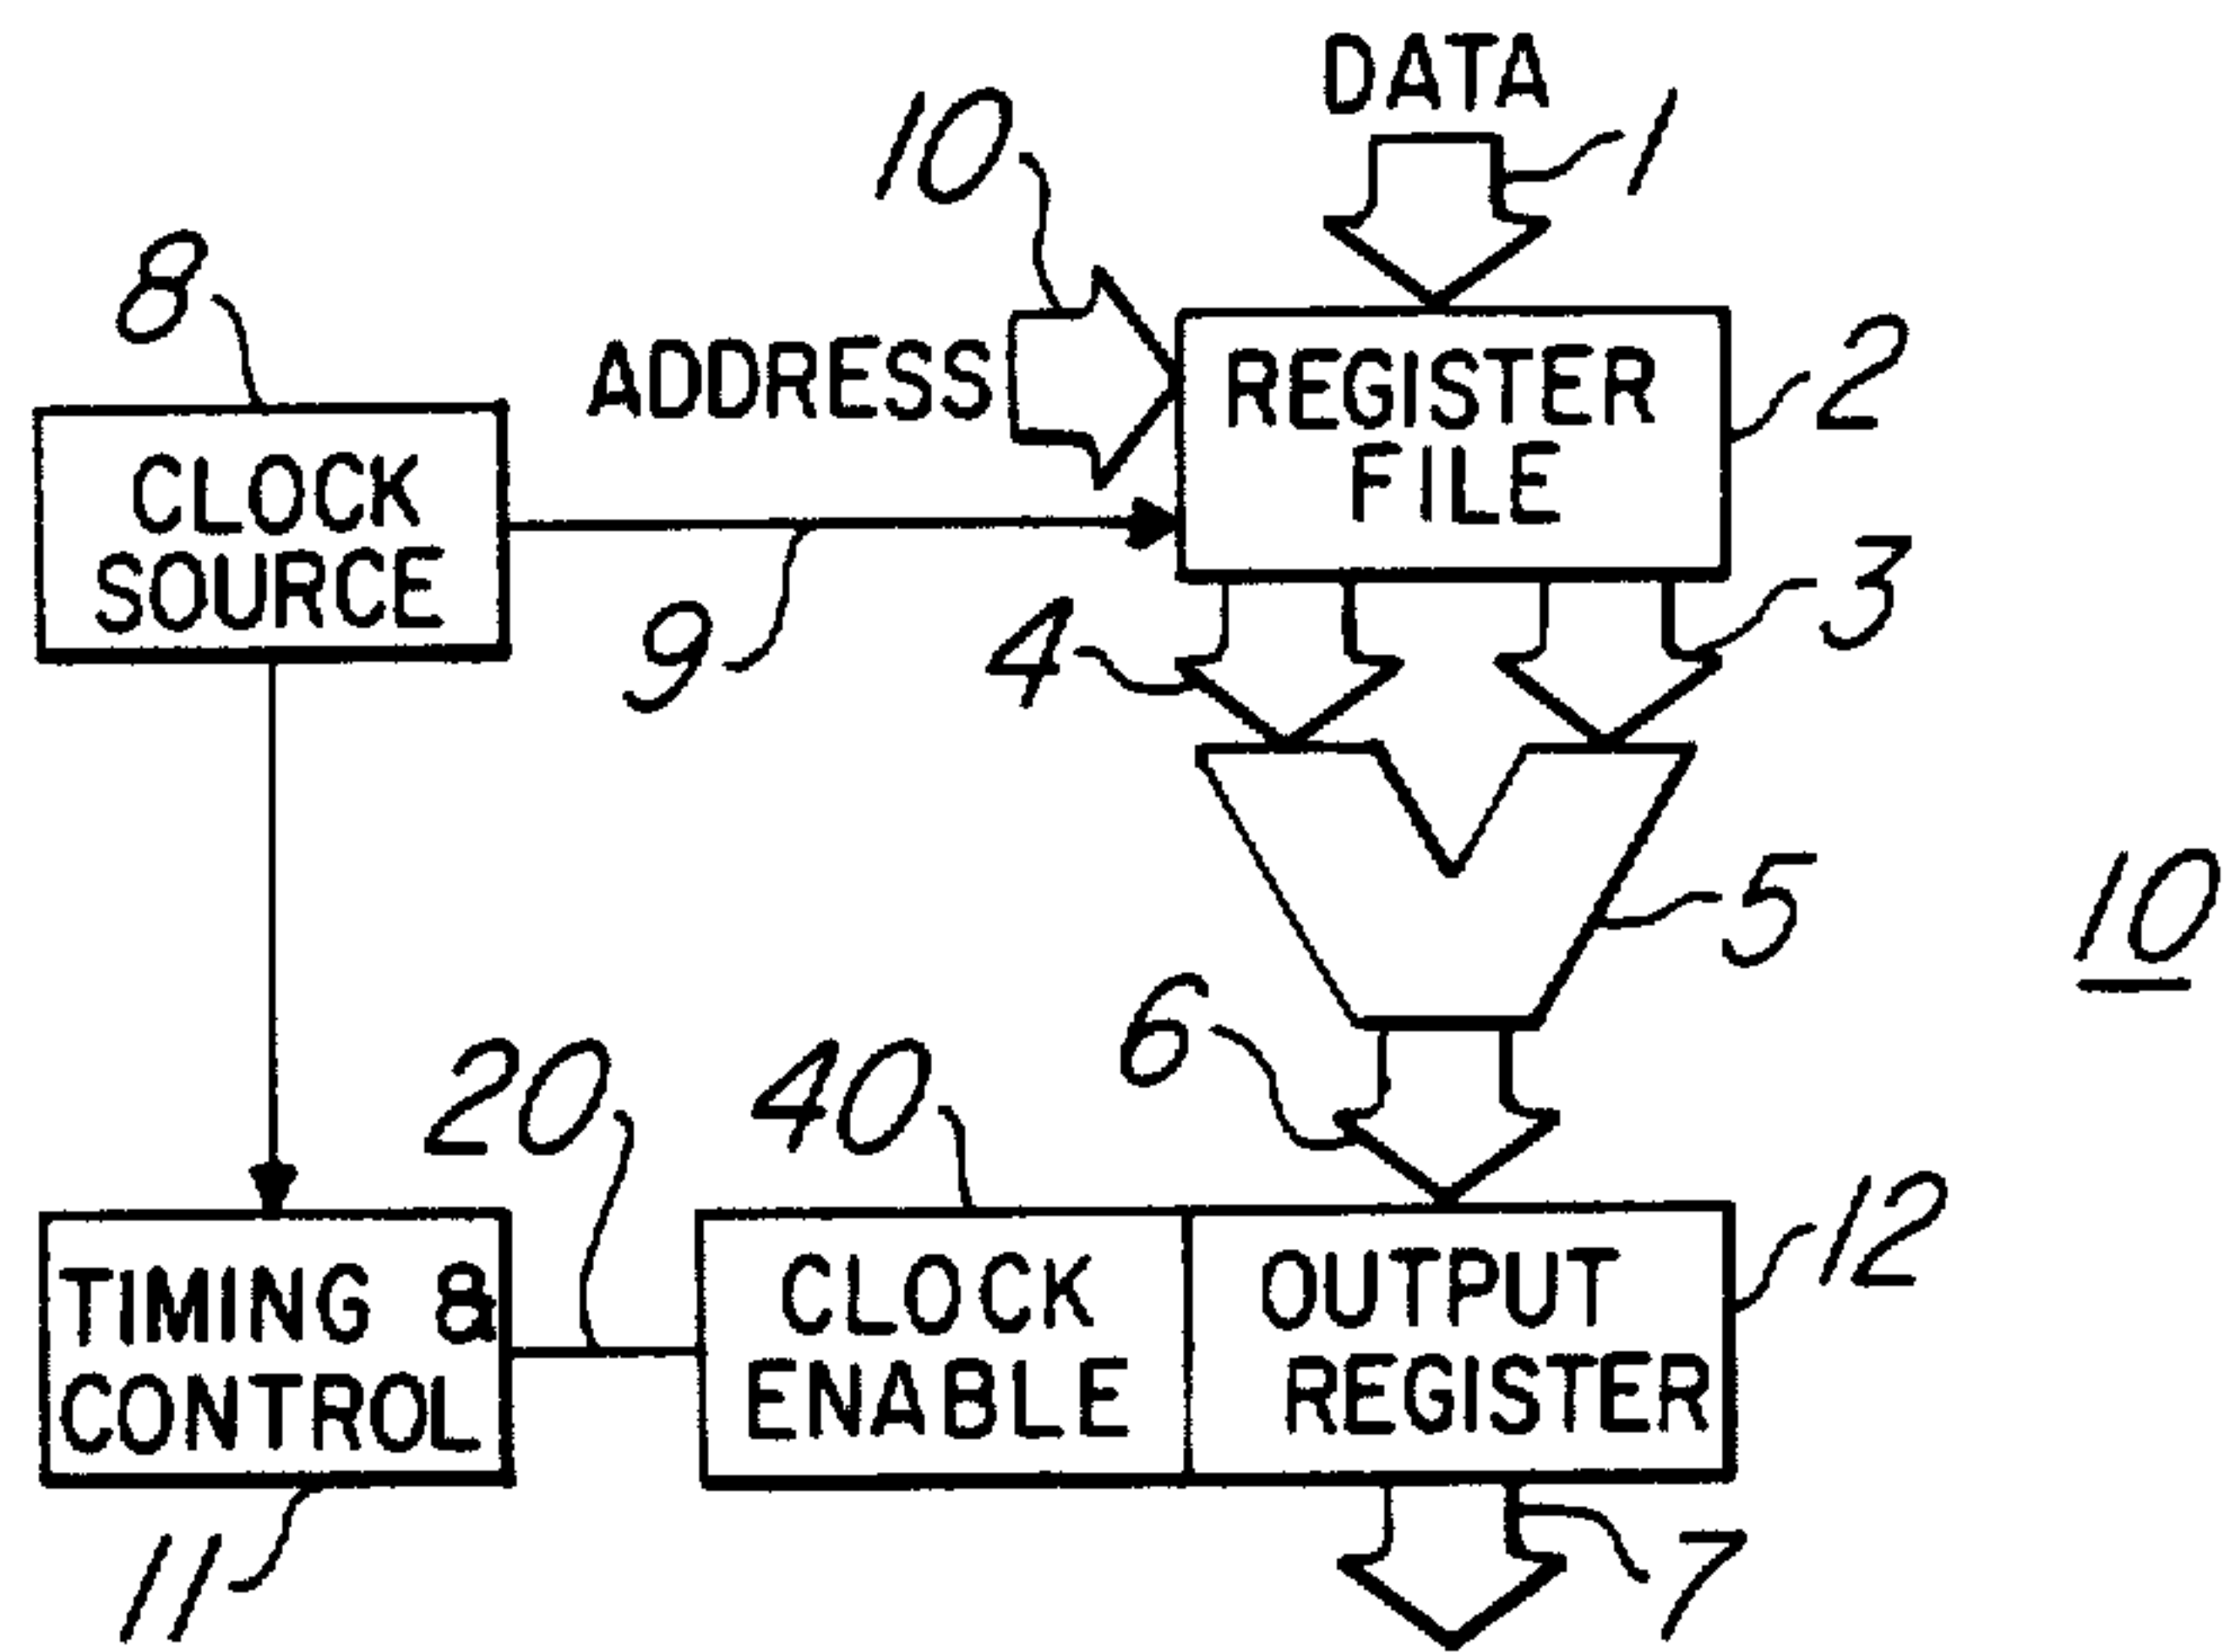 DATA
1
10
8
ADDRESS
REGISTER
FILE
2
CLOCK
SOURCE
9
4
3
5
10
6
20
40
12
TIMING &
CONTROL
CLOCK
ENABLE
OUTPUT
REGISTER
11
7